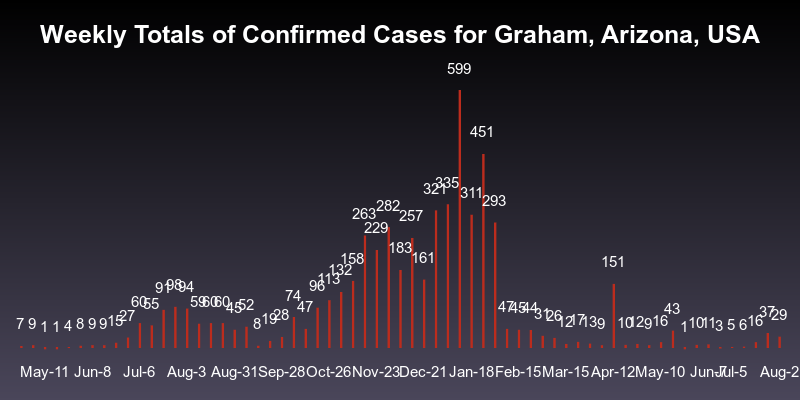 Weekly Totals of Confirmed Cases for Graham, Arizona, USA
7 9 1 1 4 8 9 9 15 27 60 55 91 98 94 59 60 60 45 52 8 19 28 74 47 96 113 132 158 263 229 282 183 257 161 321 335 599 311 451 293 47 45 44 31 26 12 17 13 9 151 10 12 9 16 43 1 10 11 3 5 6 16 37 29
May-11 Jun-8 Jul-6 Aug-3 Aug-31 Sep-28 Oct-26 Nov-23 Dec-21 Jan-18 Feb-15 Mar-15 Apr-12 May-10 Jun-7 Jul-5 Aug-2